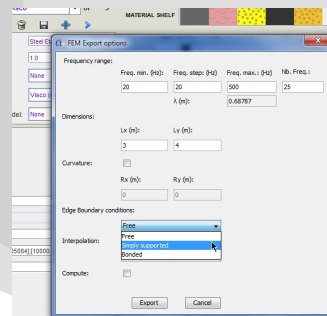 MATERIAL SHELF
Steel
FEM Export options
Frequency range:
1.0
Freq. min. (Hz): Freq. step: (Hz) Freq. max.: (Hz) Nb. Freq.:
None
20 20 500 25
λ (m): 0.68787
del: None
Dimensions:
Lx (m): Ly (m):
3 4
Curvature:
Rx (m): Ry (m):
0 0
Edge Boundary conditions:
Free
Free
Interpolation:
Simply supported
05084];[10000.
Bonded
Compute:
Export Cancel